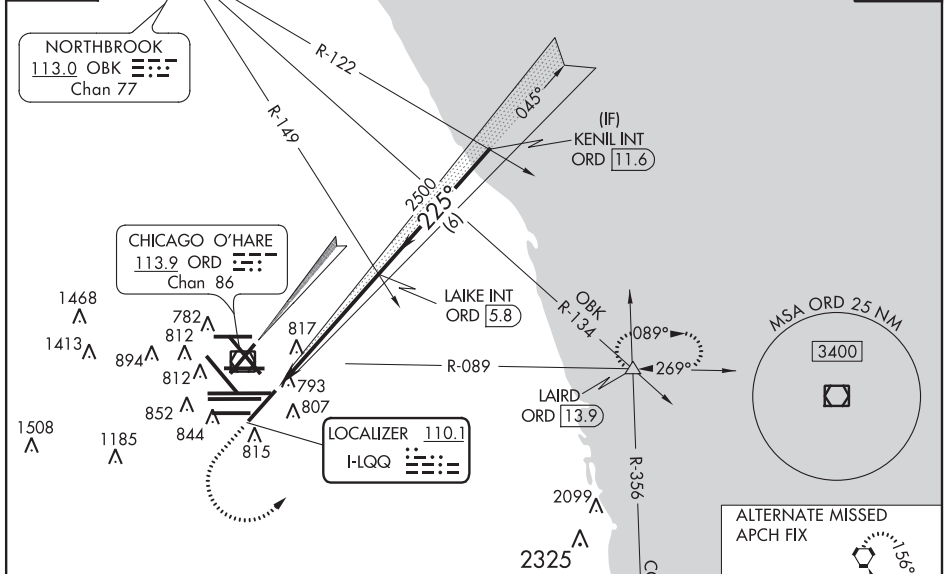 NORTHBROOK
113.0 OBK
Chan 77
R-122
R-149
045°
(IF)
KENIL INT
ORD 11.6
2500
225°
(6)
CHICAGO O'HARE
113.9 ORD
Chan 86
LAIKE INT
ORD 5.8
OBK
R-134
089°
269°
MSA ORD 25 NM
3400
1468
1413
782
812
894
812
817
R-089
LAIRD
ORD 13.9
793
807
852
844
815
1508
1185
LOCALIZER 110.1
I-LQQ
R-356
2099
2325
ALTERNATE MISSED
APCH FIX
156°